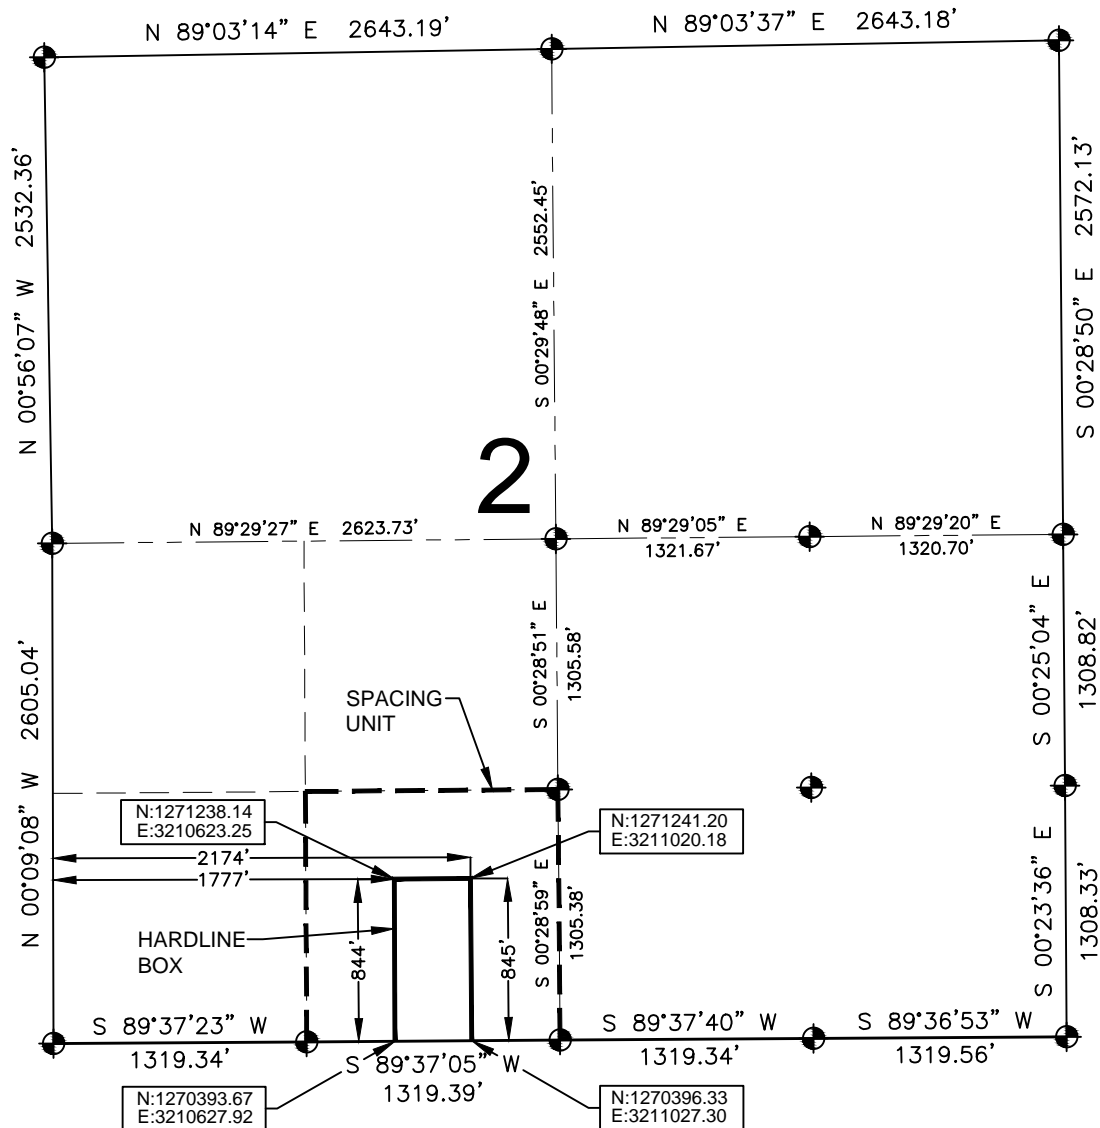 N 89°03'14" E 2643.19'
N 89°03'37" E 2643.18'
N 00°56'07" W 2532.36'
S 00°29'48" E 2552.45'
S 00°28'50" E 2572.13'
2
N 89°29'27" E 2623.73'
N 89°29'05" E
1321.67'
N 89°29'20" E
1320.70'
N 00°09'08" W 2605.04'
S 00°28'51" E
1305.58'
S 00°25'04" E
1308.82'
SPACING
UNIT
N:1271238.14
E:3210623.25
N:1271241.20
E:3211020.18
2174'
1777'
HARDLINE
BOX
844'
845'
S 00°28'59" E
1305.38'
S 00°23'36" E
1308.33'
S 89°37'23" W
1319.34'
S 89°37'05" W
1319.39'
S 89°37'40" W
1319.34'
S 89°36'53" W
1319.56'
N:1270393.67
E:3210627.92
N:1270396.33
E:3211027.30